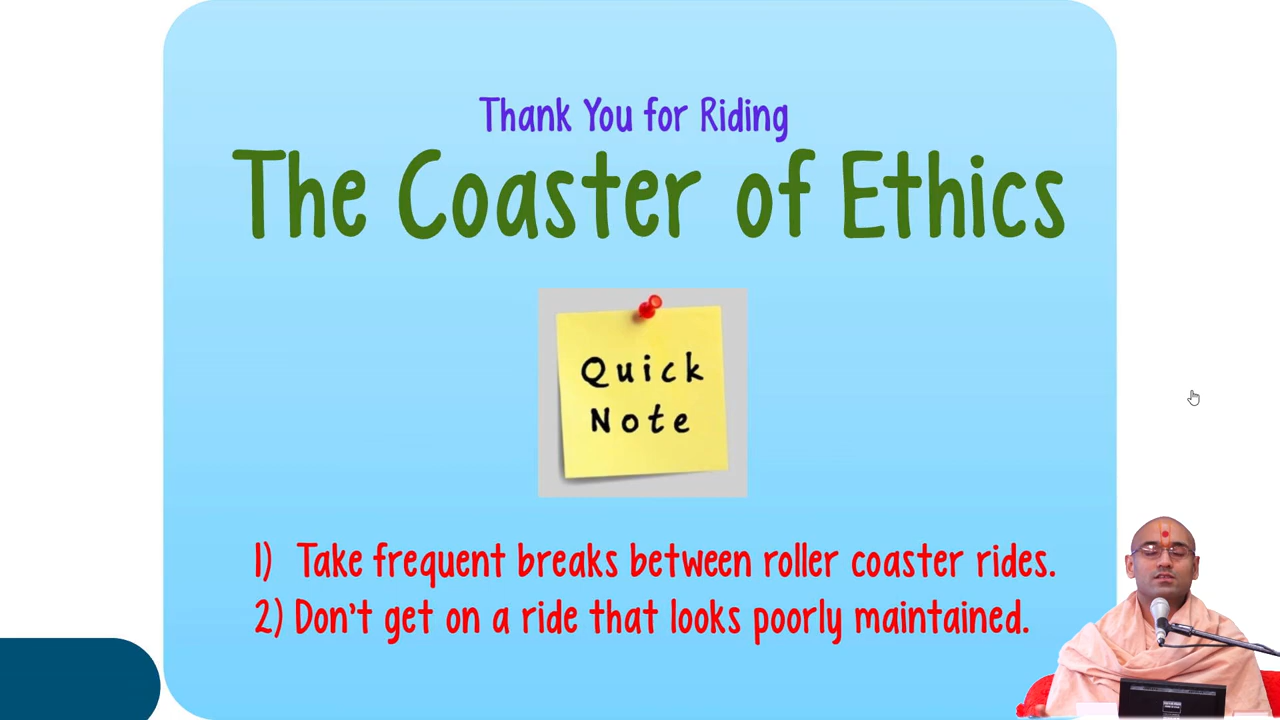 Thank You for Riding
The Coaster of Ethics
Quick
Note
1) Take frequent breaks between roller coaster rides.
2) Don't get on a ride that looks poorly maintained.